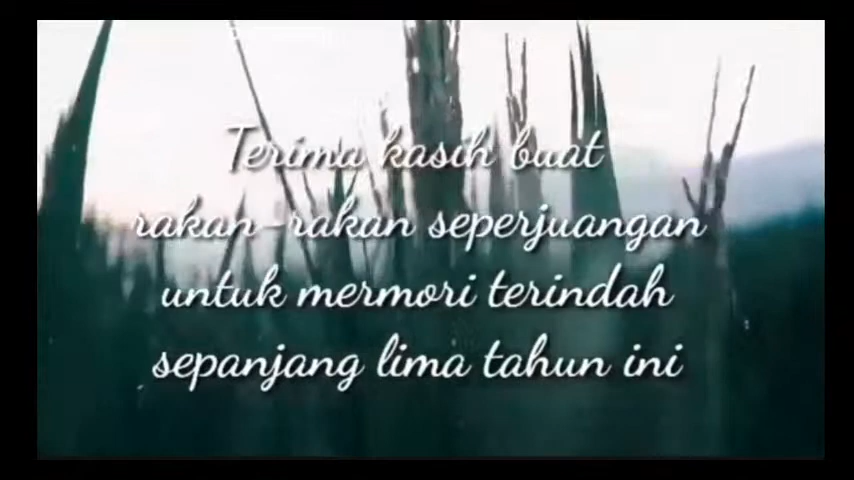 Terima kasih buat
rakan-rakan seperjuangan
untuk mermori terindah
sepanjang lima tahun ini